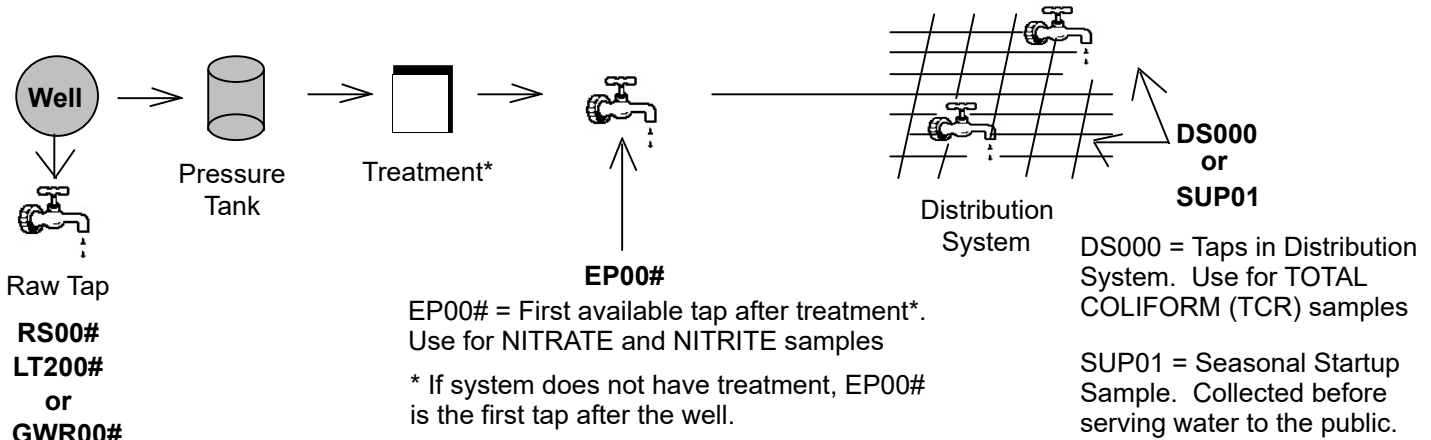 Well
Raw Tap
RS00#
LT200#
or
GWR00#
Pressure
Tank
Treatment*
EP00#
EP00# = First available tap after treatment*.
Use for NITRATE and NITRITE samples
* If system does not have treatment, EP00#
is the first tap after the well.
Distribution
System
DS000
or
SUP01
DS000 = Taps in Distribution
System. Use for TOTAL
COLIFORM (TCR) samples
SUP01 = Seasonal Startup
Sample. Collected before
serving water to the public.